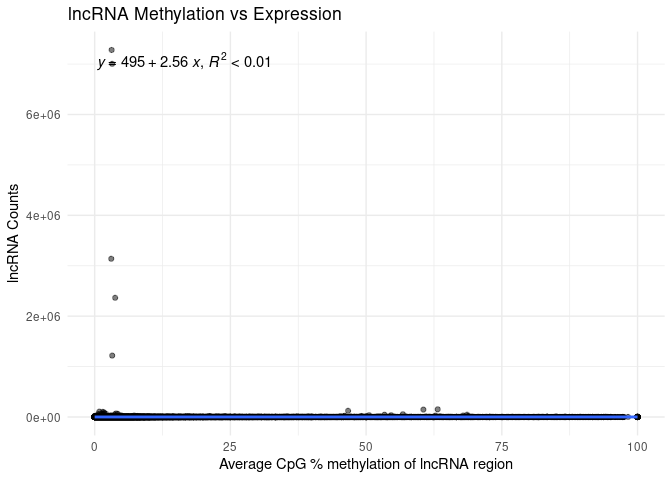 lncRNA Methylation vs Expression
y = 495 + 2.56 x, R² < 0.01
6e+06
4e+06
2e+06
0e+00
lncRNA Counts
0 25 50 75 100
Average CpG % methylation of lncRNA region